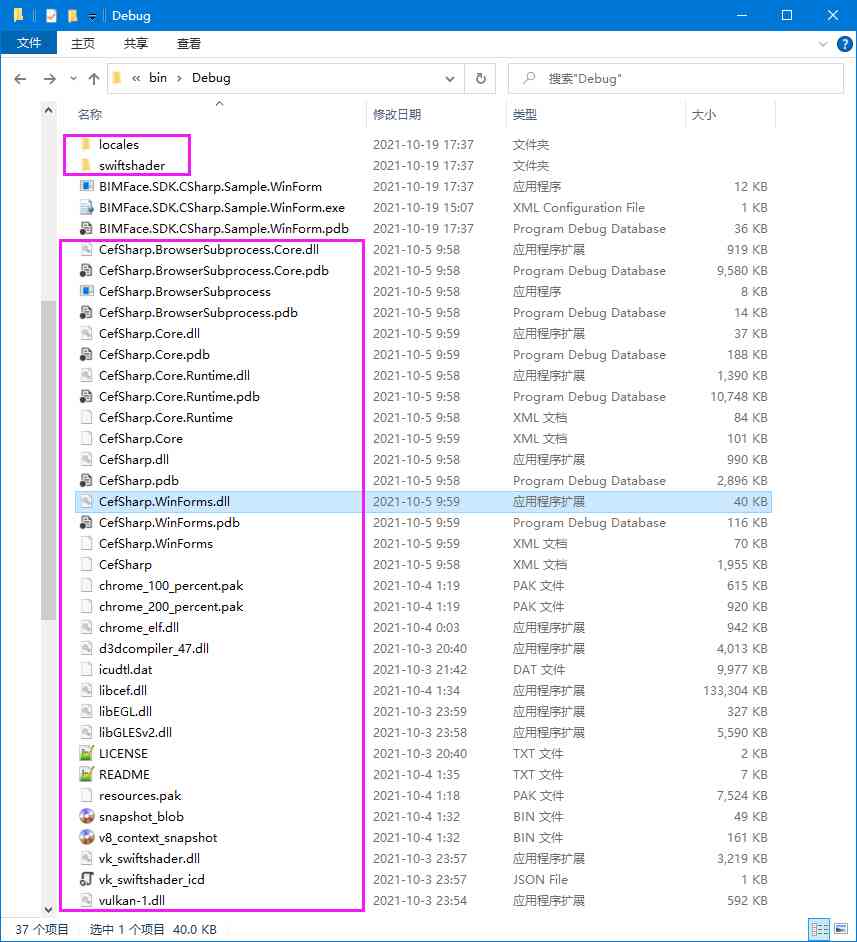 Debug
文件 主页 共享 查看
« bin › Debug 搜索"Debug"
名称 修改日期 类型 大小
locales 2021-10-19 17:37 文件夹
swiftshader 2021-10-19 17:37 文件夹
BIMFace.SDK.CSharp.Sample.WinForm 2021-10-19 17:37 应用程序 12 KB
BIMFace.SDK.CSharp.Sample.WinForm.exe 2021-10-19 15:07 XML Configuration File 1 KB
BIMFace.SDK.CSharp.Sample.WinForm.pdb 2021-10-19 17:37 Program Debug Database 36 KB
CefSharp.BrowserSubprocess.Core.dll 2021-10-5 9:58 应用程序扩展 919 KB
CefSharp.BrowserSubprocess.Core.pdb 2021-10-5 9:58 Program Debug Database 9,580 KB
CefSharp.BrowserSubprocess 2021-10-5 9:58 应用程序 8 KB
CefSharp.BrowserSubprocess.pdb 2021-10-5 9:58 Program Debug Database 14 KB
CefSharp.Core.dll 2021-10-5 9:59 应用程序扩展 37 KB
CefSharp.Core.pdb 2021-10-5 9:59 Program Debug Database 188 KB
CefSharp.Core.Runtime.dll 2021-10-5 9:58 应用程序扩展 1,390 KB
CefSharp.Core.Runtime.pdb 2021-10-5 9:58 Program Debug Database 10,748 KB
CefSharp.Core.Runtime 2021-10-5 9:58 XML 文档 84 KB
CefSharp.Core 2021-10-5 9:59 XML 文档 101 KB
CefSharp.dll 2021-10-5 9:58 应用程序扩展 990 KB
CefSharp.pdb 2021-10-5 9:58 Program Debug Database 2,896 KB
CefSharp.WinForms.dll 2021-10-5 9:59 应用程序扩展 40 KB
CefSharp.WinForms.pdb 2021-10-5 9:59 Program Debug Database 116 KB
CefSharp.WinForms 2021-10-5 9:59 XML 文档 70 KB
CefSharp 2021-10-5 9:58 XML 文档 1,955 KB
chrome_100_percent.pak 2021-10-4 1:19 PAK 文件 615 KB
chrome_200_percent.pak 2021-10-4 1:19 PAK 文件 920 KB
chrome_elf.dll 2021-10-4 0:03 应用程序扩展 942 KB
d3dcompiler_47.dll 2021-10-3 20:40 应用程序扩展 4,013 KB
icudtl.dat 2021-10-3 21:42 DAT 文件 9,977 KB
libcef.dll 2021-10-4 1:34 应用程序扩展 133,304 KB
libEGL.dll 2021-10-3 23:59 应用程序扩展 327 KB
libGLESv2.dll 2021-10-3 23:58 应用程序扩展 5,590 KB
LICENSE 2021-10-3 20:40 TXT 文件 2 KB
README 2021-10-4 1:35 TXT 文件 7 KB
resources.pak 2021-10-4 1:18 PAK 文件 7,524 KB
snapshot_blob 2021-10-4 1:32 BIN 文件 49 KB
v8_context_snapshot 2021-10-4 1:32 BIN 文件 161 KB
vk_swiftshader.dll 2021-10-3 23:57 应用程序扩展 3,219 KB
vk_swiftshader_icd 2021-10-3 23:57 JSON File 1 KB
vulkan-1.dll 2021-10-3 23:54 应用程序扩展 592 KB
37 个项目 选中 1 个项目 40.0 KB